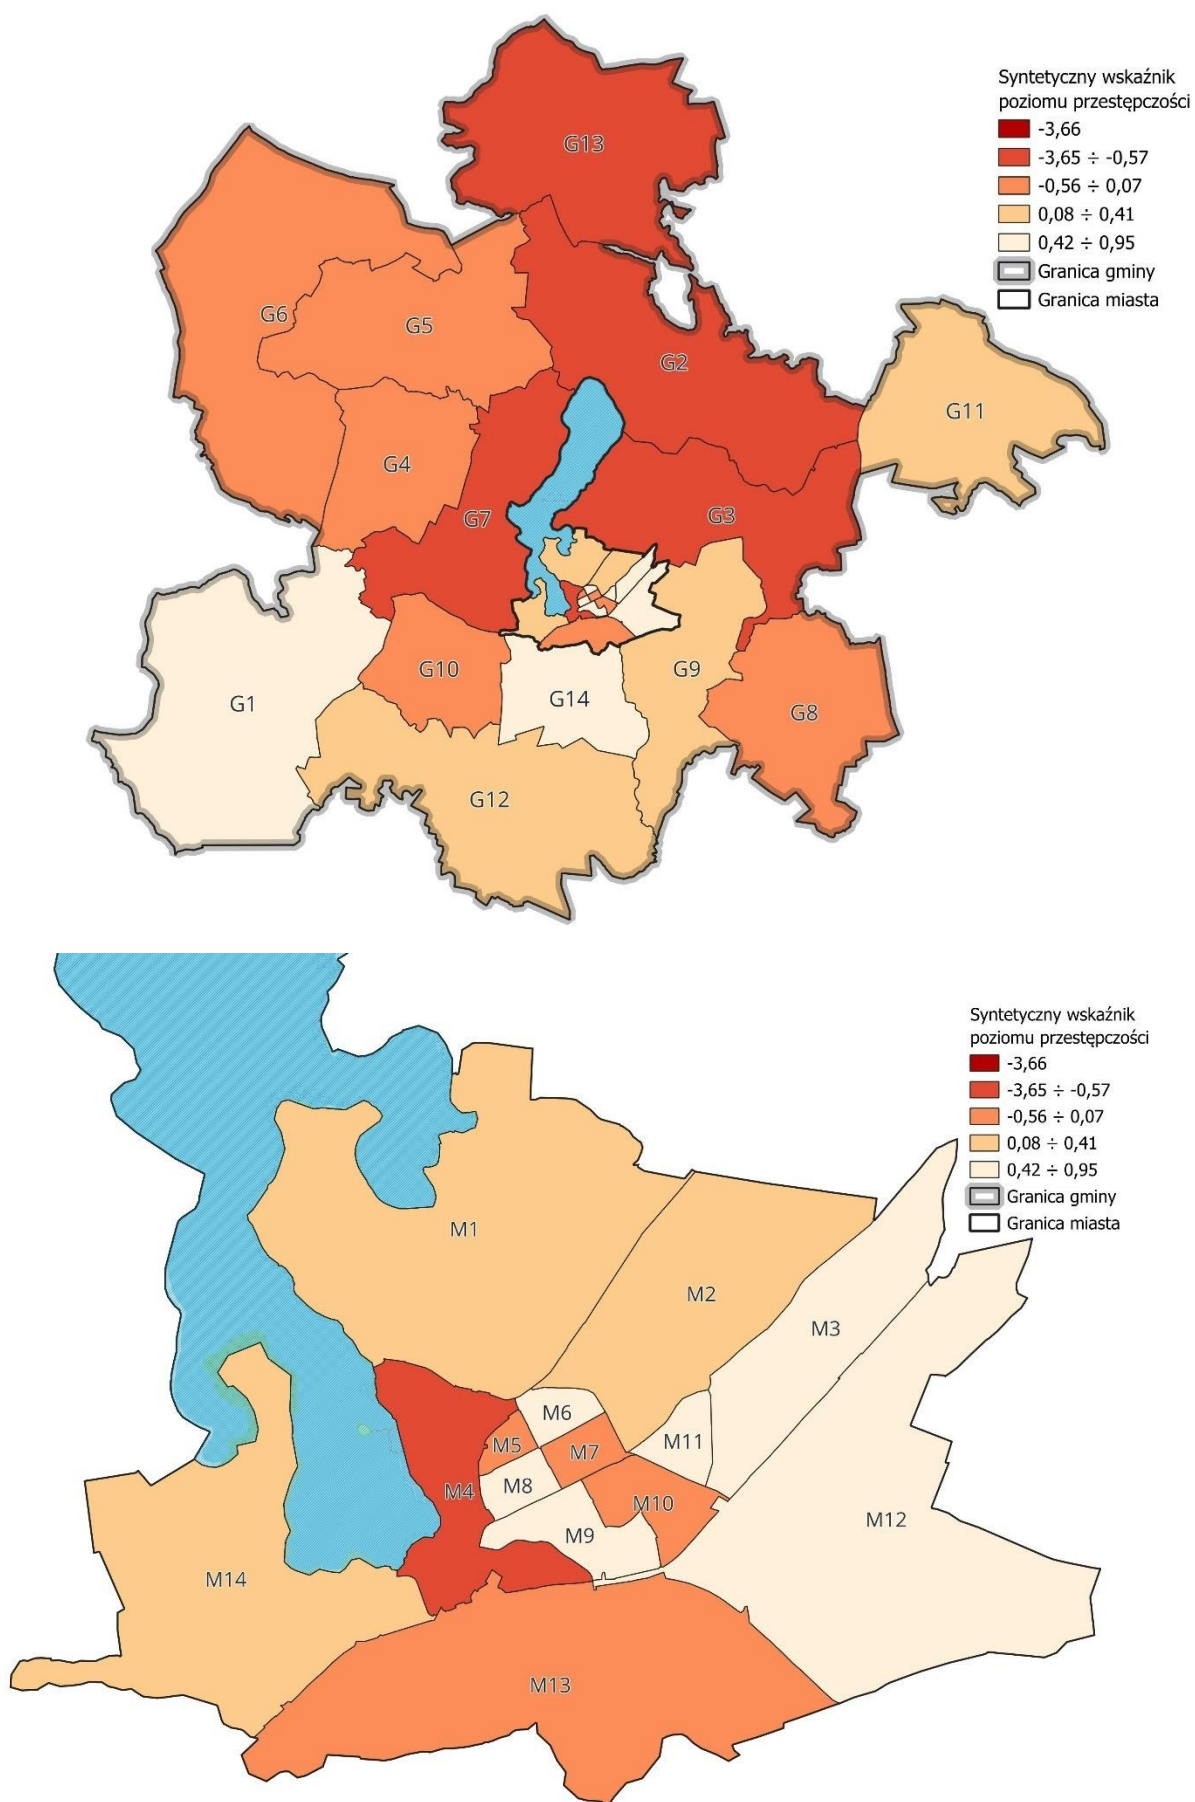 Syntetyczny wskaźnik
poziomu przestępczości
-3,66
-3,65 ÷ -0,57
-0,56 ÷ 0,07
0,08 ÷ 0,41
0,42 ÷ 0,95
Granica gminy
Granica miasta
G13
G6
G5
G2
G11
G4
G7
G3
G10
G9
G1
G14
G8
G12
Syntetyczny wskaźnik
poziomu przestępczości
-3,66
-3,65 ÷ -0,57
-0,56 ÷ 0,07
0,08 ÷ 0,41
0,42 ÷ 0,95
Granica gminy
Granica miasta
M1
M2
M3
M6
M5
M7
M11
M8
M4
M10
M9
M12
M14
M13